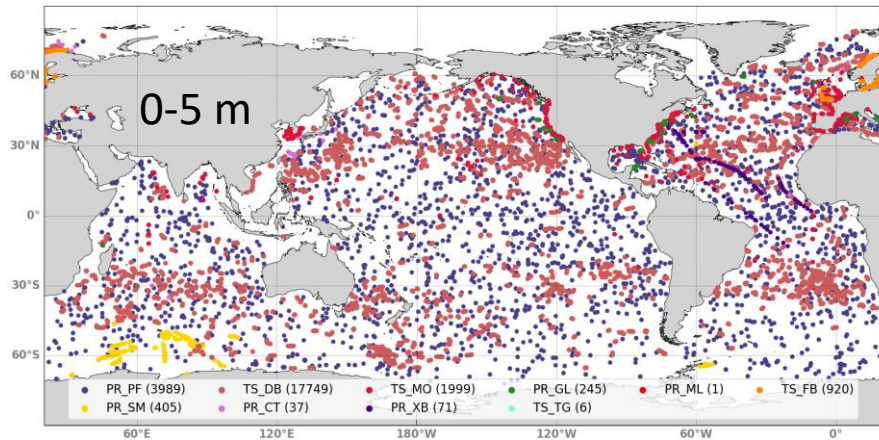 60°N
0-5 m
30°N
0°
30°S
60°S
PR_PF (3989) TS_DB (17749) TS_MO (1999) PR_GL (245) PR_ML (1) TS_FB (920)
PR_SM (405) PR_CT (37) PR_XB (71) TS_TG (6)
60°E 120°E 180°W 120°W 60°W 0°